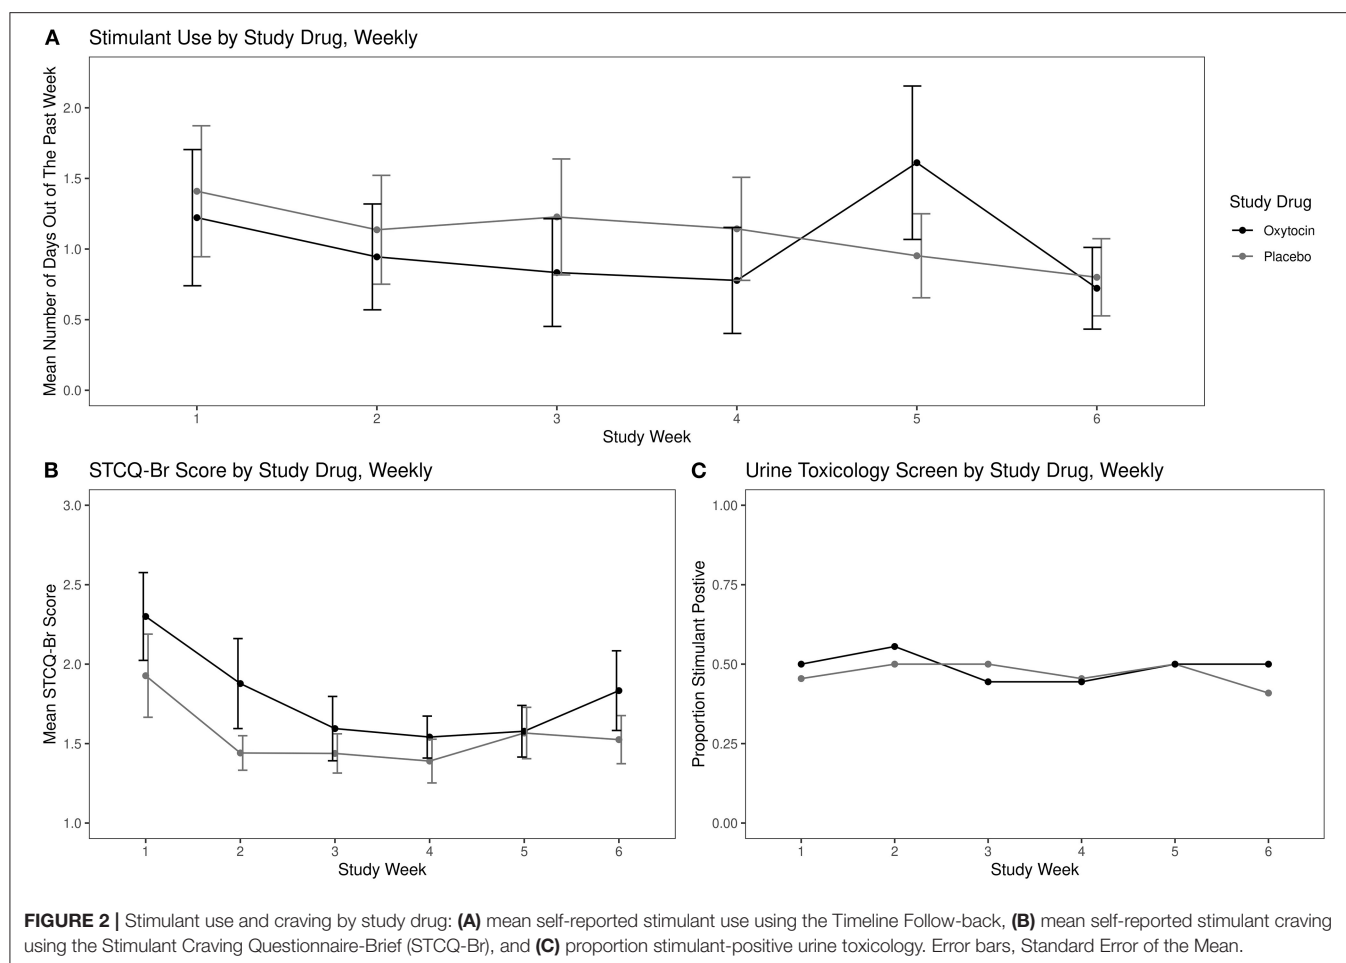 A Stimulant Use by Study Drug, Weekly
Mean Number of Days Out of The Past Week
2.0
1.5
1.0
0.5
0.0
1 2 3 4 5 6
Study Week
Study Drug
Oxytocin
Placebo
B STCQ-Br Score by Study Drug, Weekly
Mean STCQ-Br Score
3.0
2.5
2.0
1.5
1.0
1 2 3 4 5 6
Study Week
C Urine Toxicology Screen by Study Drug, Weekly
Proportion Stimulant Postive
1.00
0.75
0.50
0.25
0.00
1 2 3 4 5 6
Study Week
FIGURE 2 | Stimulant use and craving by study drug: (A) mean self-reported stimulant use using the Timeline Follow-back, (B) mean self-reported stimulant craving
using the Stimulant Craving Questionnaire-Brief (STCQ-Br), and (C) proportion stimulant-positive urine toxicology. Error bars, Standard Error of the Mean.